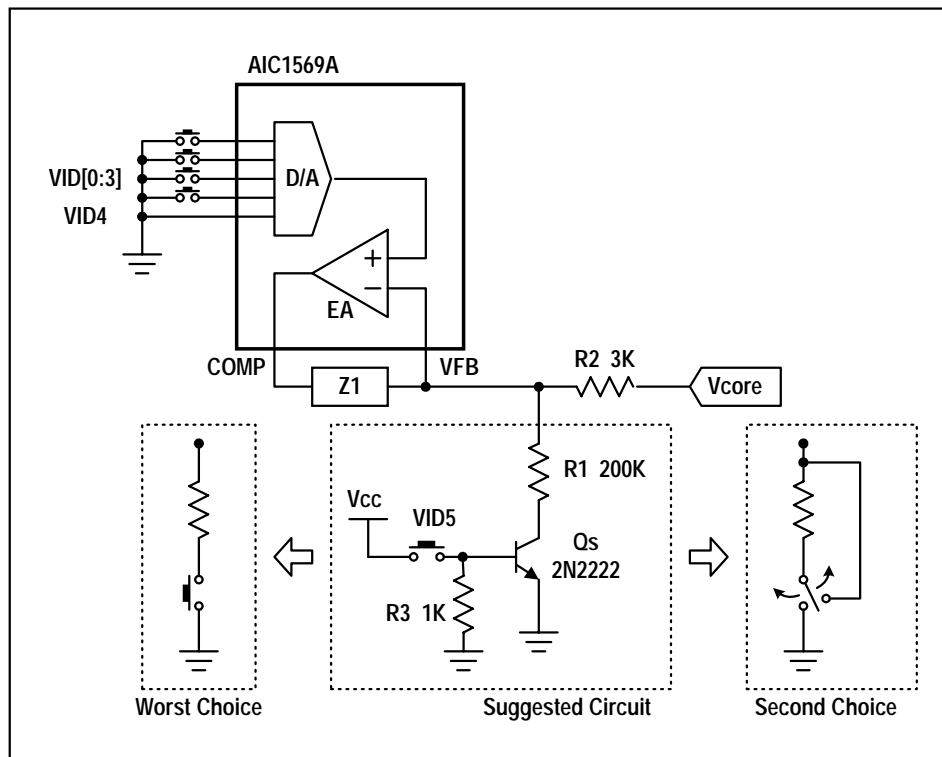 AIC1569A
VID[0:3]
VID4
D/A
+
−
EA
COMP
VFB
Z1
R2 3K
Vcore
R1 200K
Vcc
VID5
Qs
2N2222
R3 1K
Worst Choice
Suggested Circuit
Second Choice